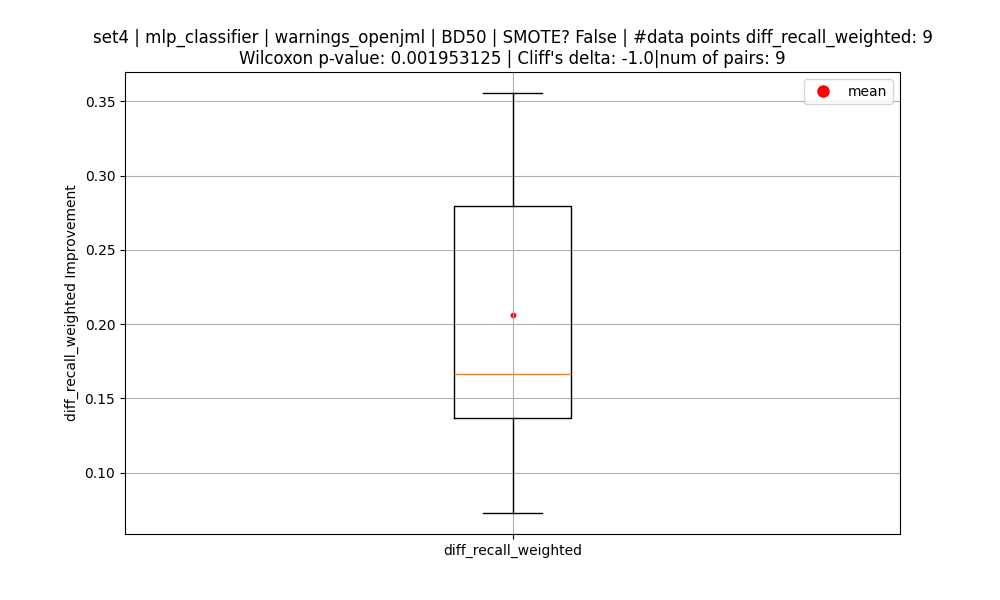 set4 | mlp_classifier | warnings_openjml | BD50 | SMOTE? False | #data points diff_recall_weighted: 9
Wilcoxon p-value: 0.001953125 | Cliff's delta: -1.0|num of pairs: 9
mean
0.35
0.30
0.25
0.20
0.15
0.10
diff_recall_weighted Improvement
diff_recall_weighted